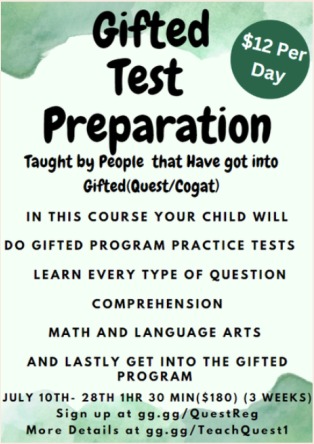 Gifted
Test
Preparation
$12 Per
Day
Taught by People that Have got into
Gifted(Quest/Cogat)
IN THIS COURSE YOUR CHILD WILL
DO GIFTED PROGRAM PRACTICE TESTS
LEARN EVERY TYPE OF QUESTION
COMPREHENSION
MATH AND LANGUAGE ARTS
AND LASTLY GET INTO THE GIFTED
PROGRAM
JULY 10TH- 28TH 1HR 30 MIN($180) (3 WEEKS)
Sign up at gg.gg/QuestReg
More Details at gg.gg/TeachQuest1